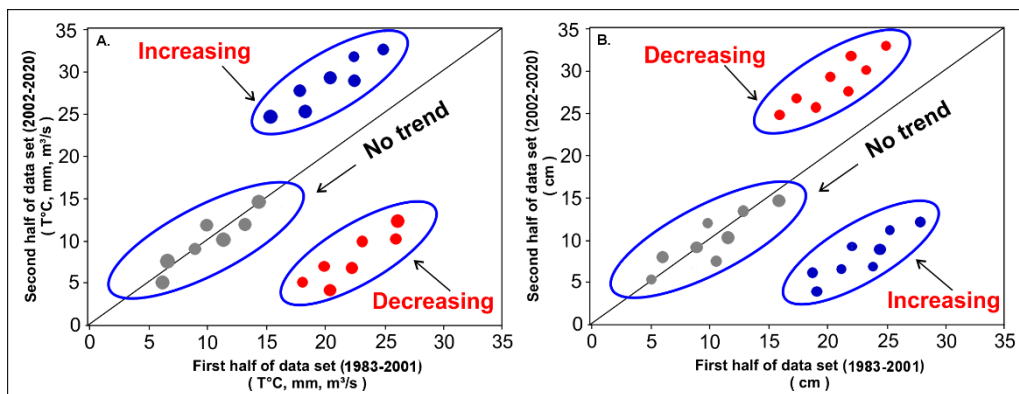 A.
Increasing
No trend
Decreasing
35
30
25
20
15
10
5
0
0 5 10 15 20 25 30 35
Second half of data set (2002-2020)
( T°C, mm, m³/s )
First half of data set (1983-2001)
( T°C, mm, m³/s )
B.
Decreasing
No trend
Increasing
35
30
25
20
15
10
5
0
0 5 10 15 20 25 30 35
Second half of data set (2002-2020)
( cm )
First half of data set (1983-2001)
( cm )